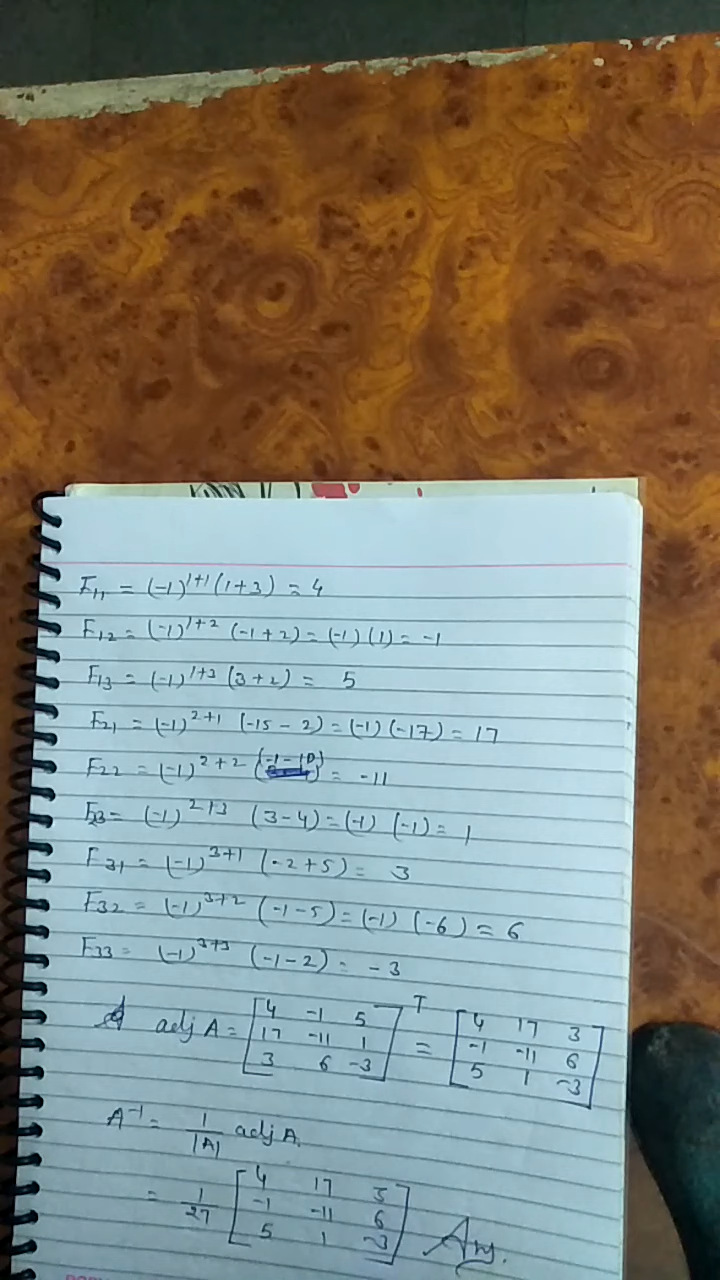 F₁₁ = (-1)¹⁺¹(1+3) = 4
F₁₂ = (-1)¹⁺² (-1+2) = (-1)(1) = -1
F₁₃ = (-1)¹⁺³ (3+2) = 5
F₂₁ = (-1)²⁺¹ (-15-2) = (-1)(-17) = 17
F₂₂ = (-1)²⁺² (-1-10) = -11
F₂₃ = (-1)²⁺³ (3-4) = (-1) (-1) = 1
F₃₁ = (-1)³⁺¹ (-2+5) = 3
F₃₂ = (-1)³⁺² (-1-5) = (-1) (-6) = 6
F₃₃ = (-1)³⁺³ (-1-2) = -3
adj A = [4 -1 5; 17 -11 1; 3 6 -3]ᵀ = [4 17 3; -1 -11 6; 5 1 -3]
A⁻¹ = 1/|A| adj A.
= 1/27 [4 17 3; -1 -11 6; 5 1 -3] Ans.